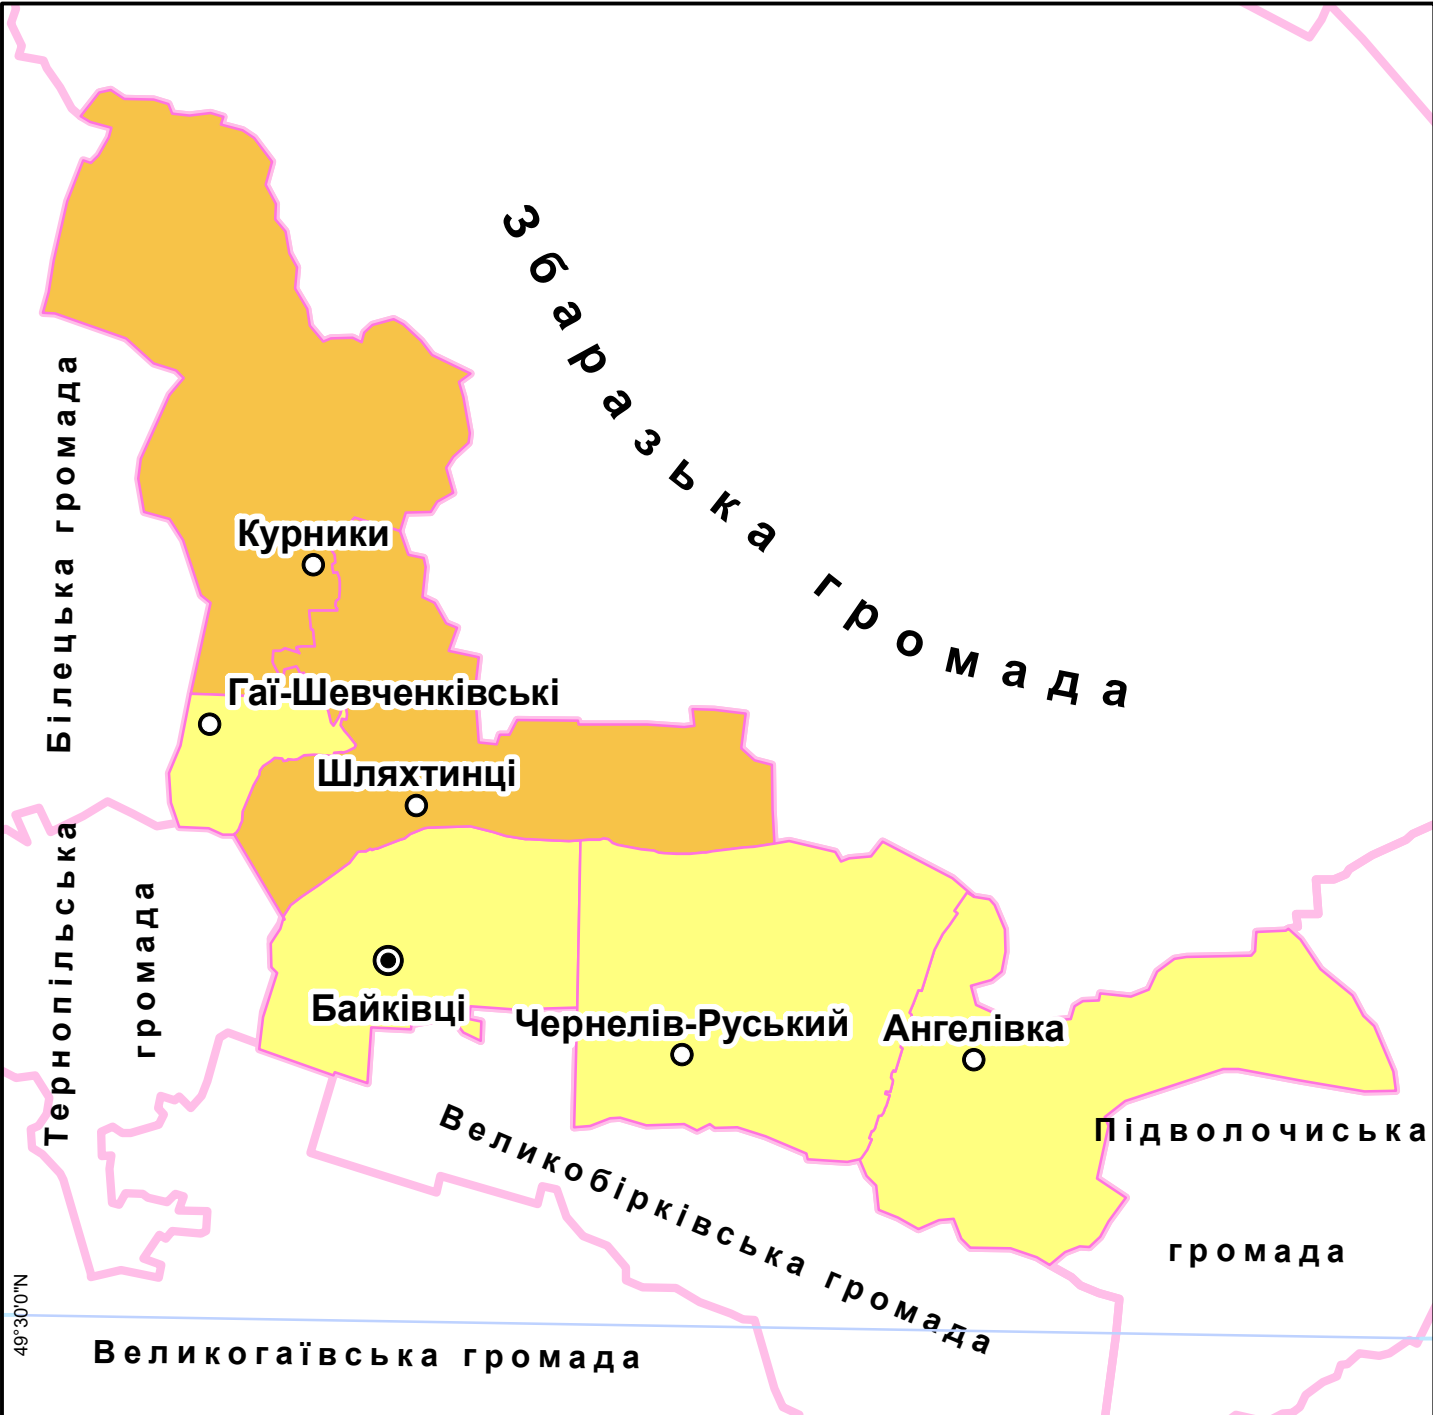 Збаразька громада
Білецька громада
Курники
Гаї-Шевченківські
Шляхтинці
Тернопільська
громада
Байківці
Чернелів-Руський
Ангелівка
Підволочиська
громада
Великобірківська громада
49°30'0"N
Великогаївська громада